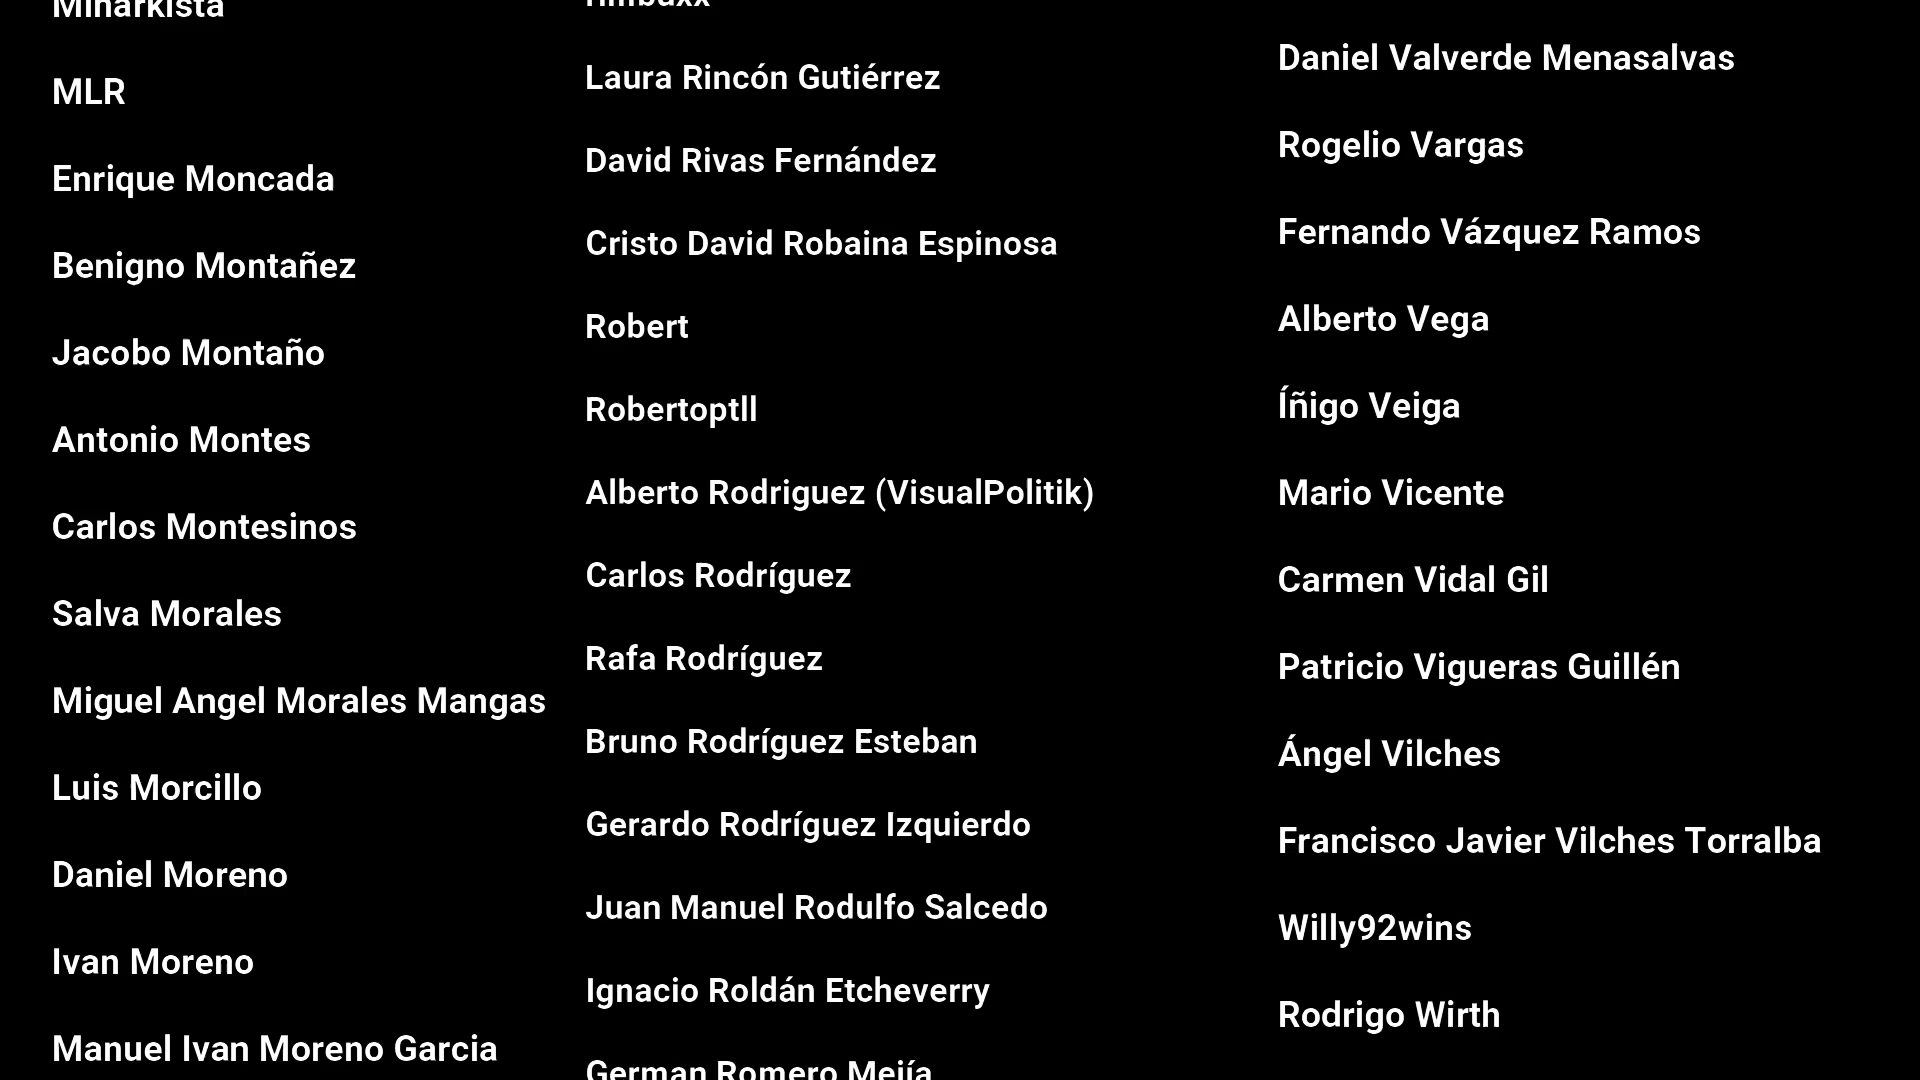 Minarkista
MLR
Enrique Moncada
Benigno Montañez
Jacobo Montaño
Antonio Montes
Carlos Montesinos
Salva Morales
Miguel Angel Morales Mangas
Luis Morcillo
Daniel Moreno
Ivan Moreno
Manuel Ivan Moreno Garcia
Laura Rincón Gutiérrez
David Rivas Fernández
Cristo David Robaina Espinosa
Robert
Robertoptll
Alberto Rodriguez (VisualPolitik)
Carlos Rodríguez
Rafa Rodríguez
Bruno Rodríguez Esteban
Gerardo Rodríguez Izquierdo
Juan Manuel Rodulfo Salcedo
Ignacio Roldán Etcheverry
German Romero Mejía
Daniel Valverde Menasalvas
Rogelio Vargas
Fernando Vázquez Ramos
Alberto Vega
Íñigo Veiga
Mario Vicente
Carmen Vidal Gil
Patricio Vigueras Guillén
Ángel Vilches
Francisco Javier Vilches Torralba
Willy92wins
Rodrigo Wirth